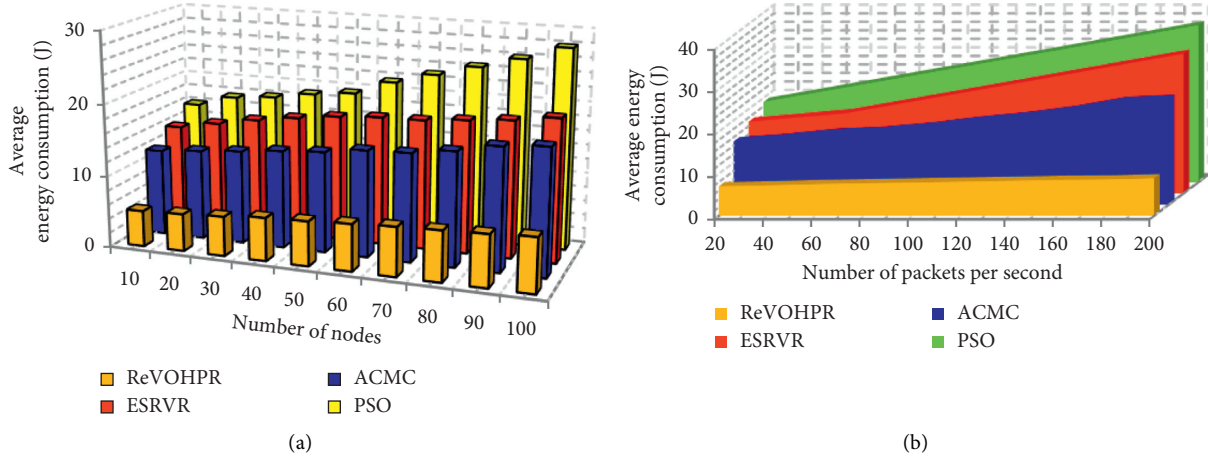 Average
energy consumption (J)
30
20
10
0
10
20
30
40
50
60
70
80
90
100
Number of nodes
ReVOHPR
ACMC
ESRVR
PSO
(a)
Average energy
consumption (J)
40
30
20
10
0
20
40
60
80
100
120
140
160
180
200
Number of packets per second
ReVOHPR
ACMC
ESRVR
PSO
(b)